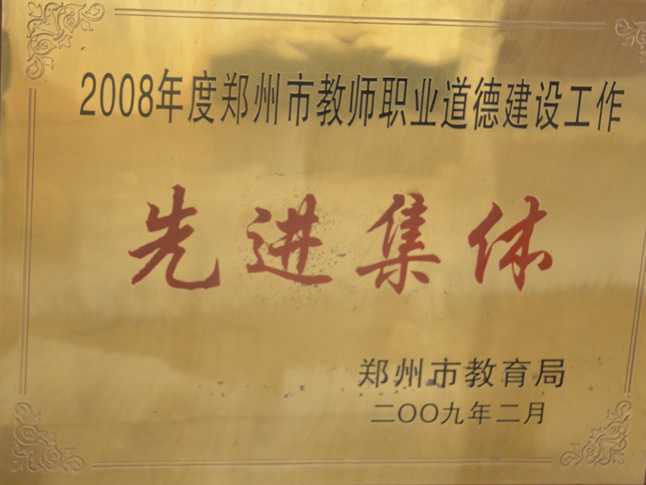 2008年度郑州市教师职业道德建设工作
先进集体
郑州市教育局
二〇〇九年二月